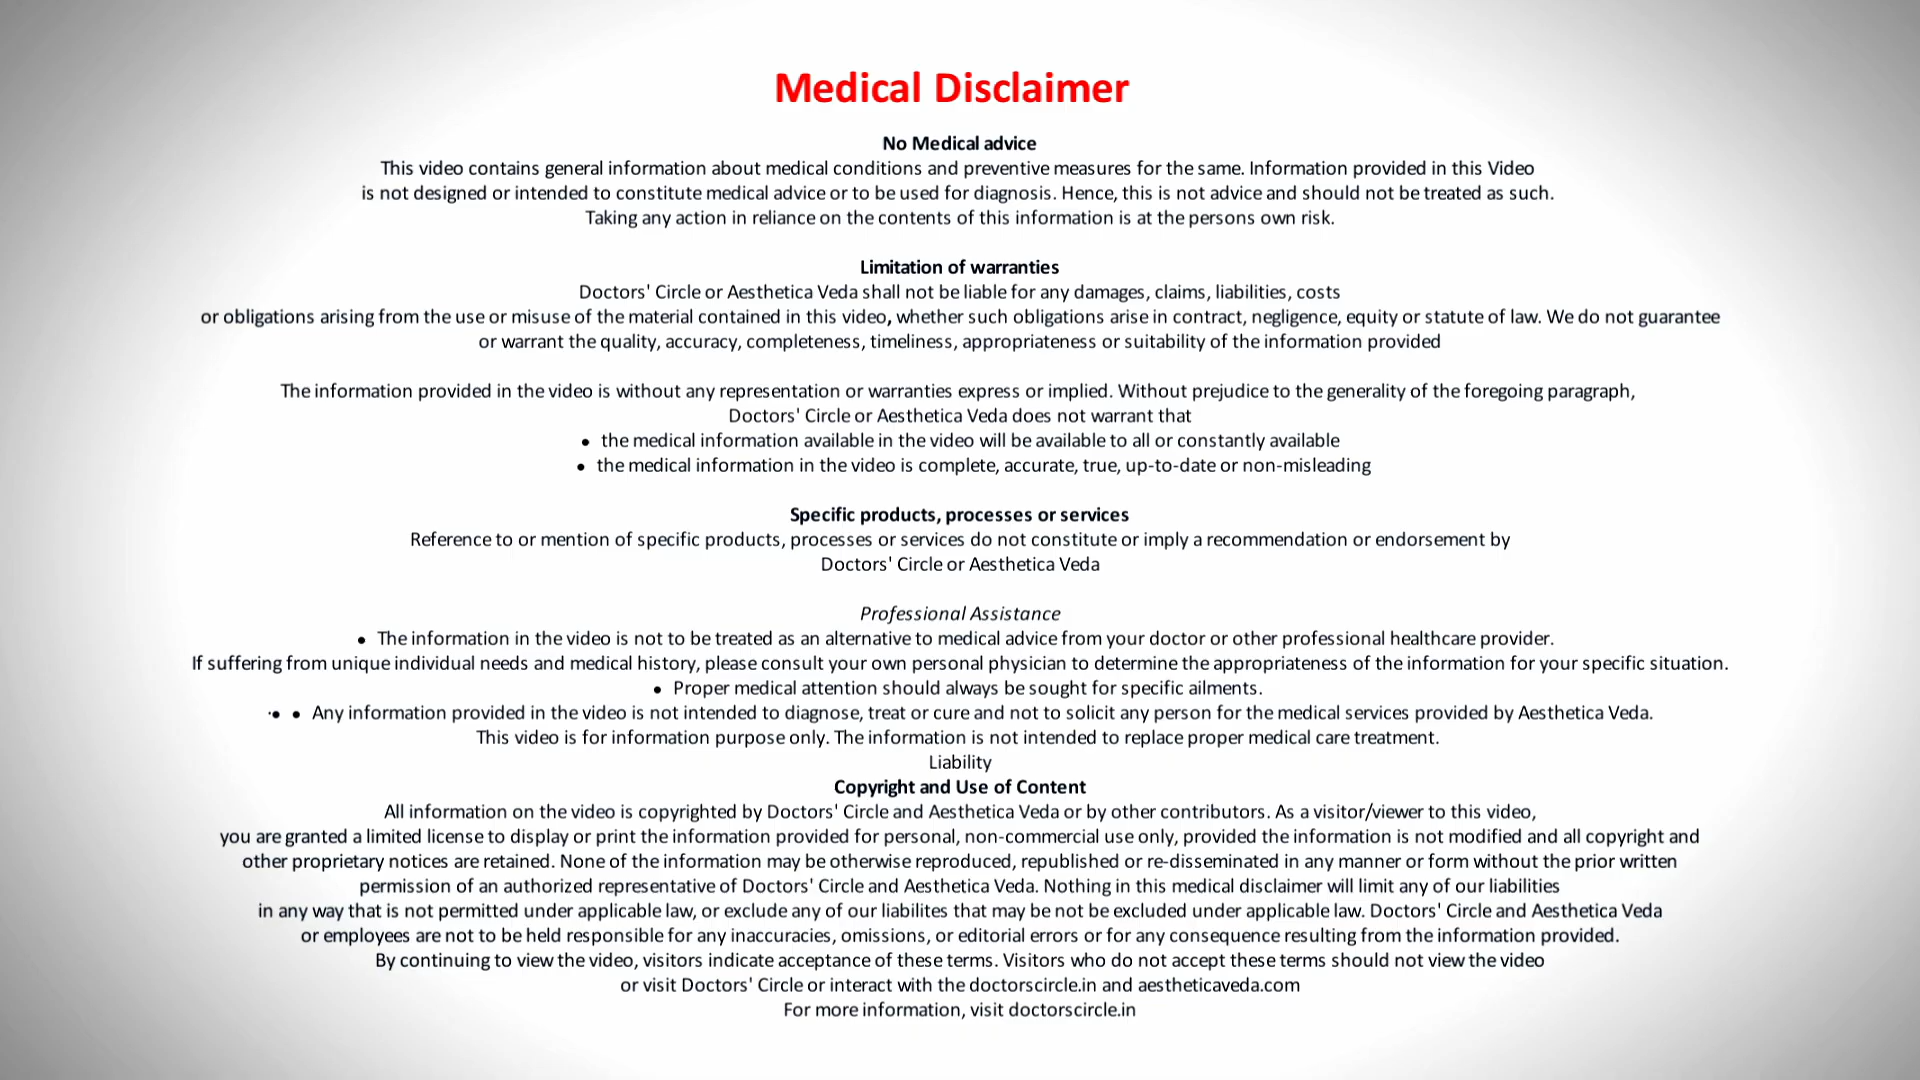 Medical Disclaimer
No Medical advice
This video contains general information about medical conditions and preventive measures for the same. Information provided in this Video
is not designed or intended to constitute medical advice or to be used for diagnosis. Hence, this is not advice and should not be treated as such.
Taking any action in reliance on the contents of this information is at the persons own risk.
Limitation of warranties
Doctors' Circle or Aesthetica Veda shall not be liable for any damages, claims, liabilities, costs
or obligations arising from the use or misuse of the material contained in this video, whether such obligations arise in contract, negligence, equity or statute of law. We do not guarantee
or warrant the quality, accuracy, completeness, timeliness, appropriateness or suitability of the information provided
The information provided in the video is without any representation or warranties express or implied. Without prejudice to the generality of the foregoing paragraph,
Doctors' Circle or Aesthetica Veda does not warrant that
• the medical information available in the video will be available to all or constantly available
• the medical information in the video is complete, accurate, true, up-to-date or non-misleading
Specific products, processes or services
Reference to or mention of specific products, processes or services do not constitute or imply a recommendation or endorsement by
Doctors' Circle or Aesthetica Veda
Professional Assistance
• The information in the video is not to be treated as an alternative to medical advice from your doctor or other professional healthcare provider.
If suffering from unique individual needs and medical history, please consult your own personal physician to determine the appropriateness of the information for your specific situation.
• Proper medical attention should always be sought for specific ailments.
·• • Any information provided in the video is not intended to diagnose, treat or cure and not to solicit any person for the medical services provided by Aesthetica Veda.
This video is for information purpose only. The information is not intended to replace proper medical care treatment.
Liability
Copyright and Use of Content
All information on the video is copyrighted by Doctors' Circle and Aesthetica Veda or by other contributors. As a visitor/viewer to this video,
you are granted a limited license to display or print the information provided for personal, non-commercial use only, provided the information is not modified and all copyright and
other proprietary notices are retained. None of the information may be otherwise reproduced, republished or re-disseminated in any manner or form without the prior written
permission of an authorized representative of Doctors' Circle and Aesthetica Veda. Nothing in this medical disclaimer will limit any of our liabilities
in any way that is not permitted under applicable law, or exclude any of our liabilites that may be not be excluded under applicable law. Doctors' Circle and Aesthetica Veda
or employees are not to be held responsible for any inaccuracies, omissions, or editorial errors or for any consequence resulting from the information provided.
By continuing to view the video, visitors indicate acceptance of these terms. Visitors who do not accept these terms should not view the video
or visit Doctors' Circle or interact with the doctorscircle.in and aestheticaveda.com
For more information, visit doctorscircle.in